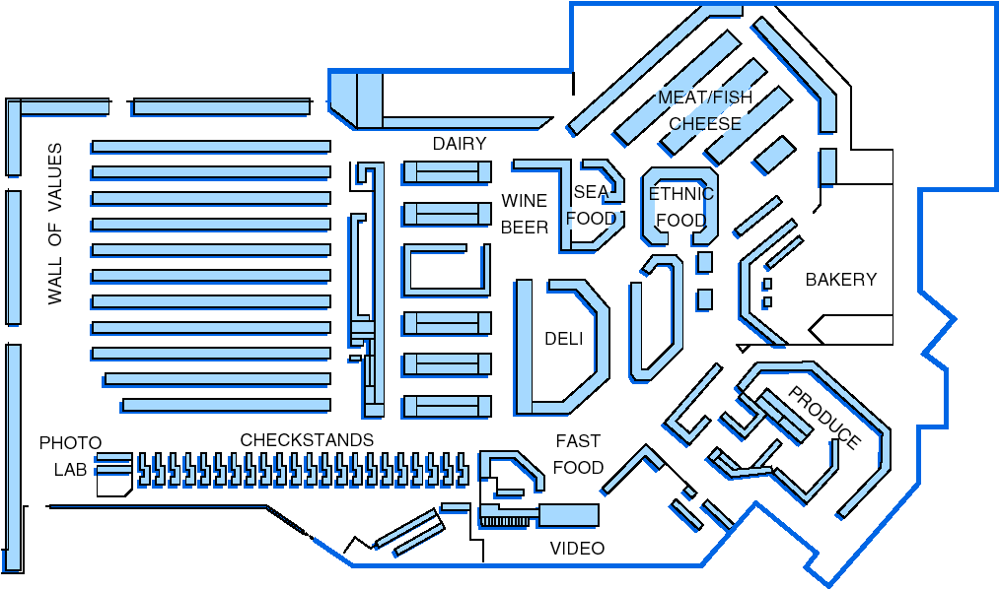 MEAT/FISH
CHEESE
DAIRY
WALL OF VALUES
WINE
BEER
SEA
FOOD
ETHNIC
FOOD
BAKERY
DELI
PRODUCE
PHOTO
LAB
CHECKSTANDS
FAST
FOOD
VIDEO